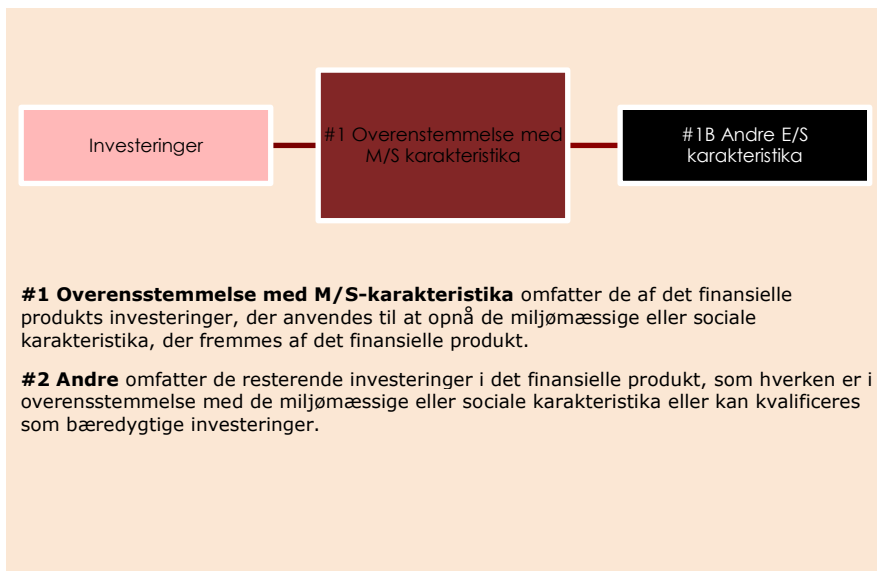 Investeringer
#1 Overenstemmelse med
M/S karakteristika
#1B Andre E/S
karakteristika
#1 Overensstemmelse med M/S-karakteristika omfatter de af det finansielle
produkts investeringer, der anvendes til at opnå de miljømæssige eller sociale
karakteristika, der fremmes af det finansielle produkt.
#2 Andre omfatter de resterende investeringer i det finansielle produkt, som hverken er i
overensstemmelse med de miljømæssige eller sociale karakteristika eller kan kvalificeres
som bæredygtige investeringer.